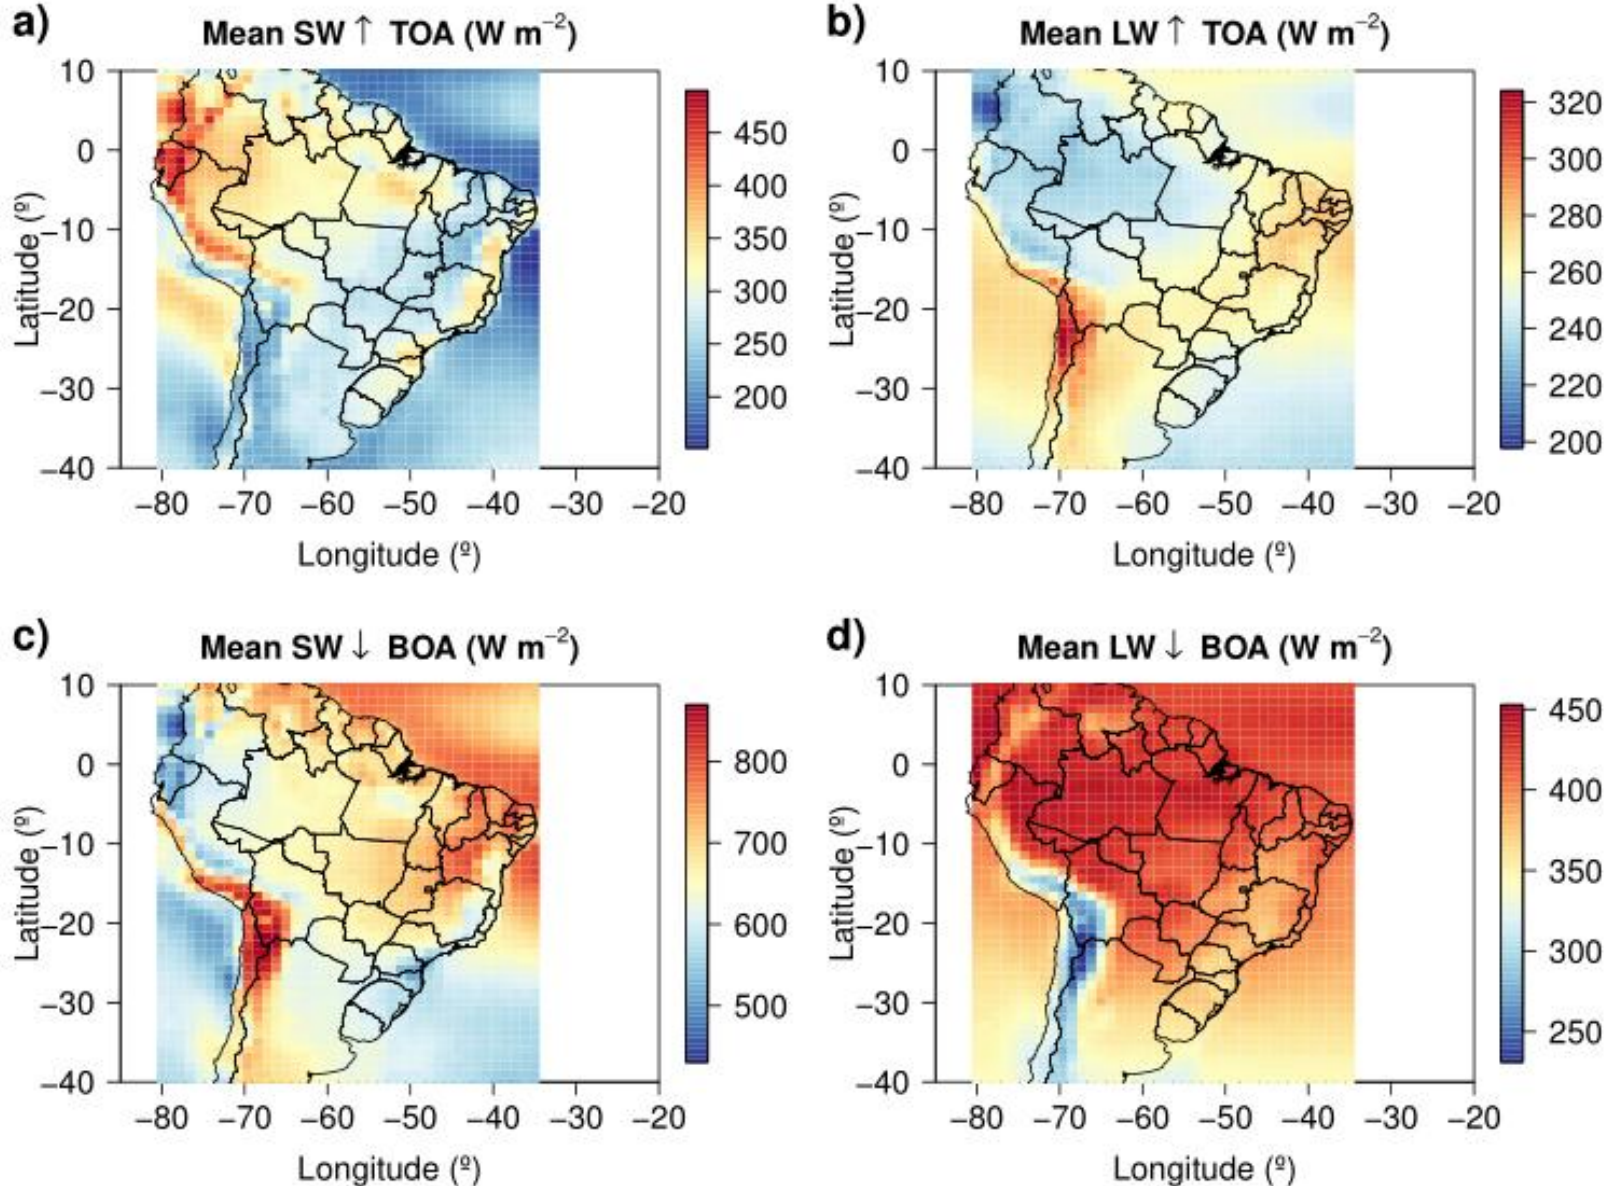 a)
Mean SW ↑ TOA (W m⁻²)
10
0
−10
−20
−30
−40
Latitude (º)
−80 −70 −60 −50 −40 −30 −20
Longitude (º)
450
400
350
300
250
200
b)
Mean LW ↑ TOA (W m⁻²)
10
0
−10
−20
−30
−40
Latitude (º)
−80 −70 −60 −50 −40 −30 −20
Longitude (º)
320
300
280
260
240
220
200
c)
Mean SW ↓ BOA (W m⁻²)
10
0
−10
−20
−30
−40
Latitude (º)
−80 −70 −60 −50 −40 −30 −20
Longitude (º)
800
700
600
500
d)
Mean LW ↓ BOA (W m⁻²)
10
0
−10
−20
−30
−40
Latitude (º)
−80 −70 −60 −50 −40 −30 −20
Longitude (º)
450
400
350
300
250